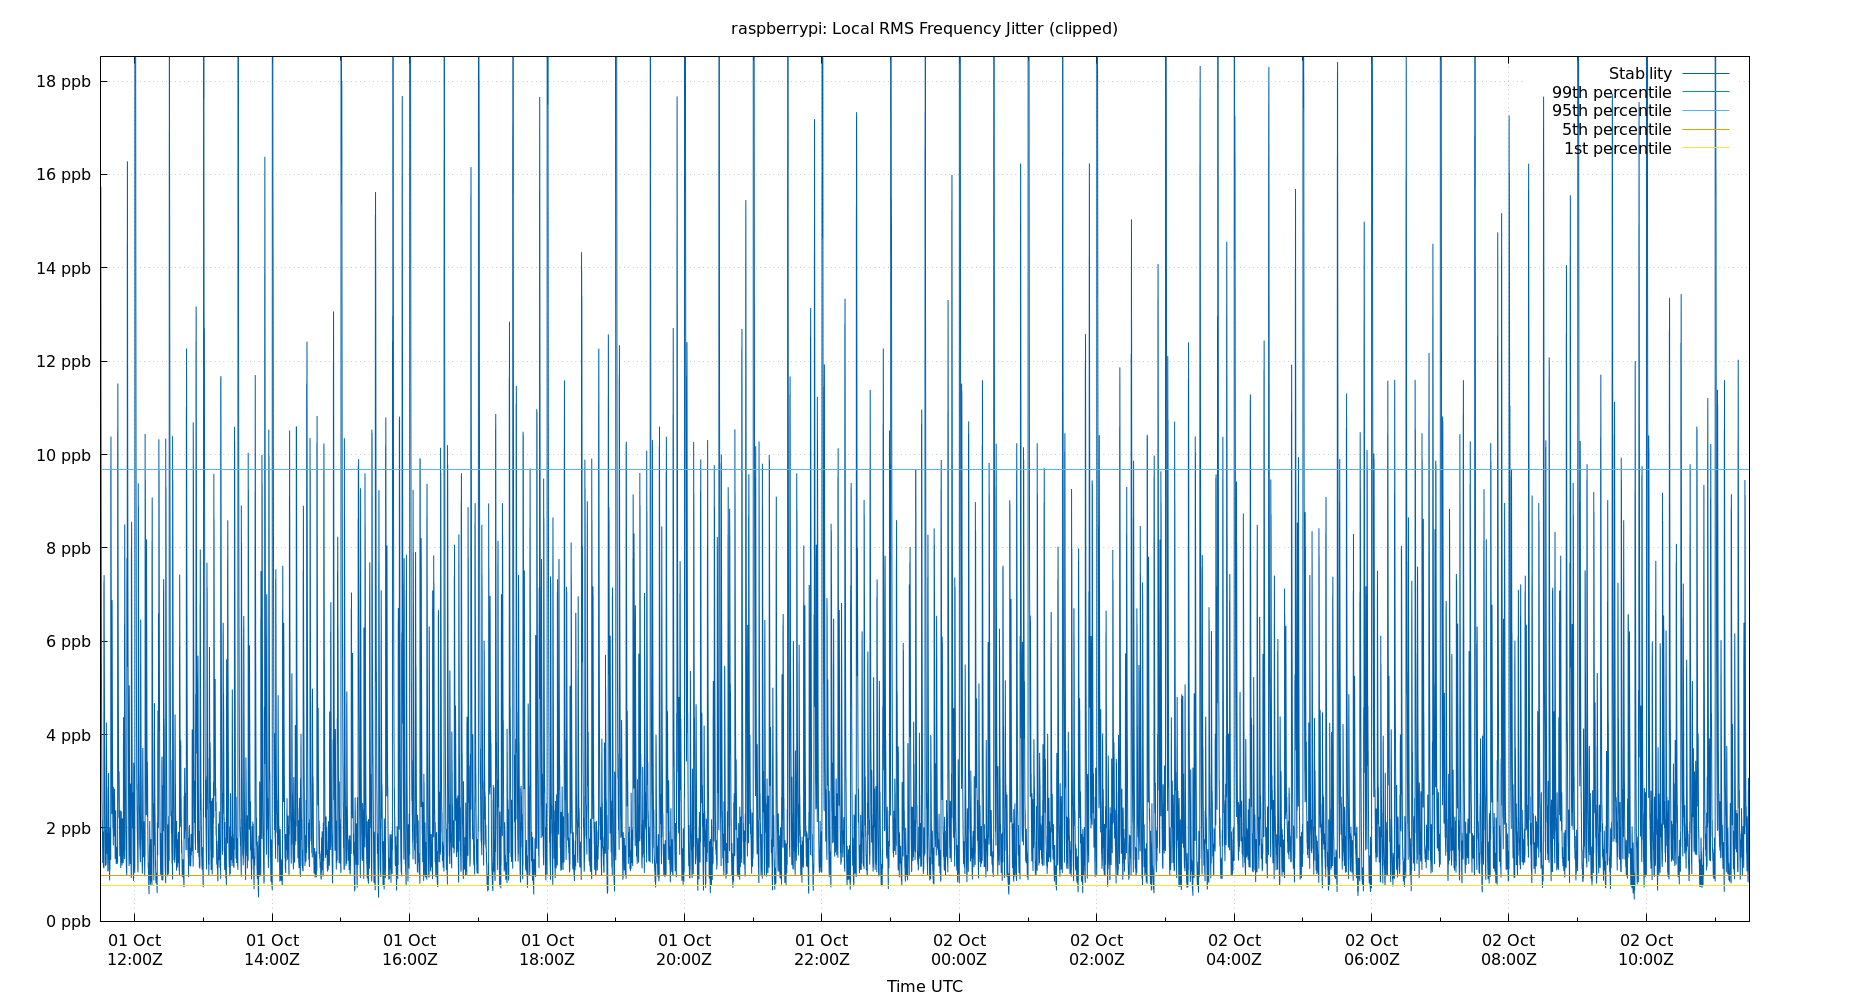 raspberrypi: Local RMS Frequency Jitter (clipped)
18 ppb
16 ppb
14 ppb
12 ppb
10 ppb
8 ppb
6 ppb
4 ppb
2 ppb
0 ppb
Stability
99th percentile
95th percentile
5th percentile
1st percentile
01 Oct 01 Oct 01 Oct 01 Oct 01 Oct 01 Oct 02 Oct 02 Oct 02 Oct 02 Oct 02 Oct 02 Oct
12:00Z 14:00Z 16:00Z 18:00Z 20:00Z 22:00Z 00:00Z 02:00Z 04:00Z 06:00Z 08:00Z 10:00Z
Time UTC